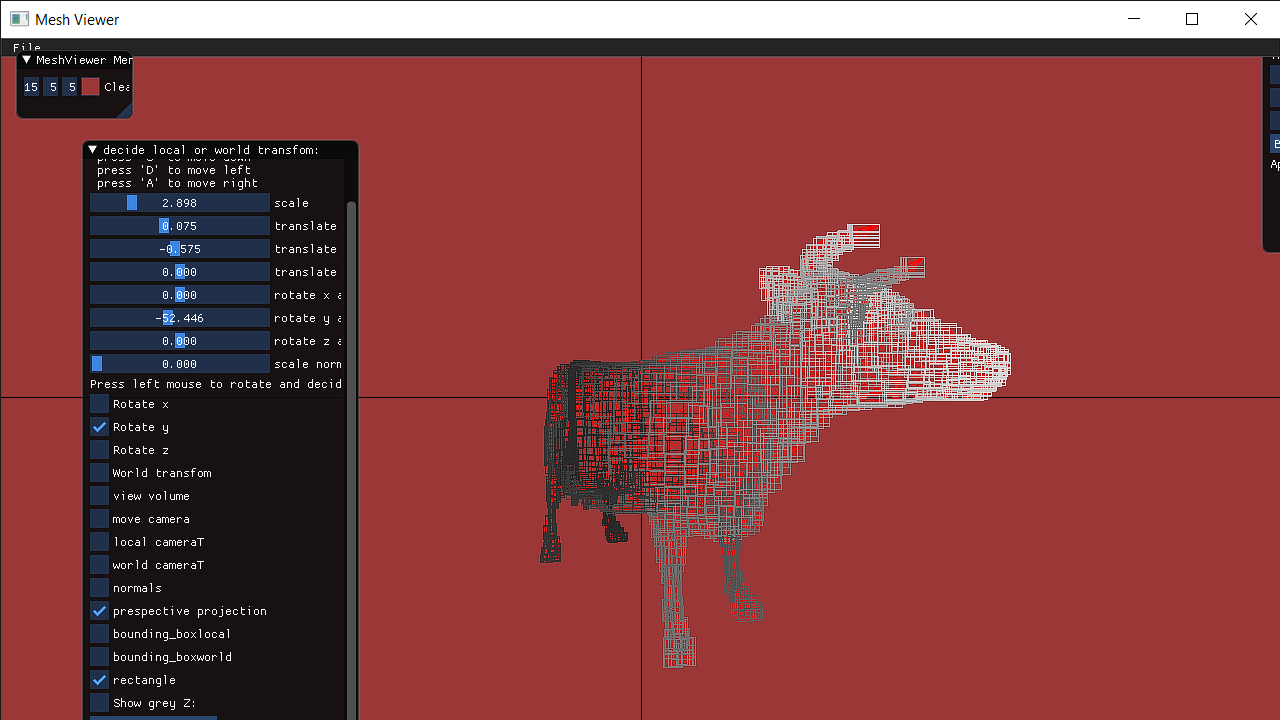 Mesh Viewer
File
MeshViewer Mer
15 5 5 Clea
decide local or world transfom:
press 'D' to move left
press 'A' to move right
2.898 scale
0.075 translate
-0.575 translate
0.000 translate
0.000 rotate x a
-52.446 rotate y a
0.000 rotate z a
0.000 scale norm
Press left mouse to rotate and decid
Rotate x
Rotate y
Rotate z
World transfom
view volume
move camera
local cameraT
world cameraT
normals
prespective projection
bounding_boxlocal
bounding_boxworld
rectangle
Show grey Z: